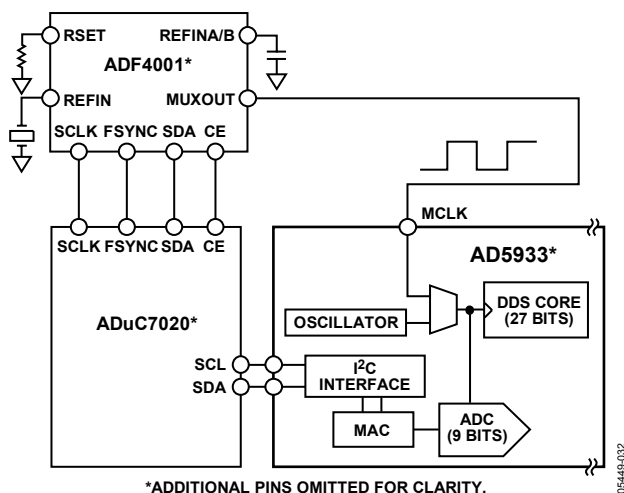 RSET
REFINA/B
ADF4001*
REFIN
MUXOUT
SCLK FSYNC SDA CE
MCLK
SCLK FSYNC SDA CE
AD5933*
DDS CORE
(27 BITS)
OSCILLATOR
ADuC7020*
SCL
I²C
INTERFACE
SDA
MAC
ADC
(9 BITS)
*ADDITIONAL PINS OMITTED FOR CLARITY.
05449-032